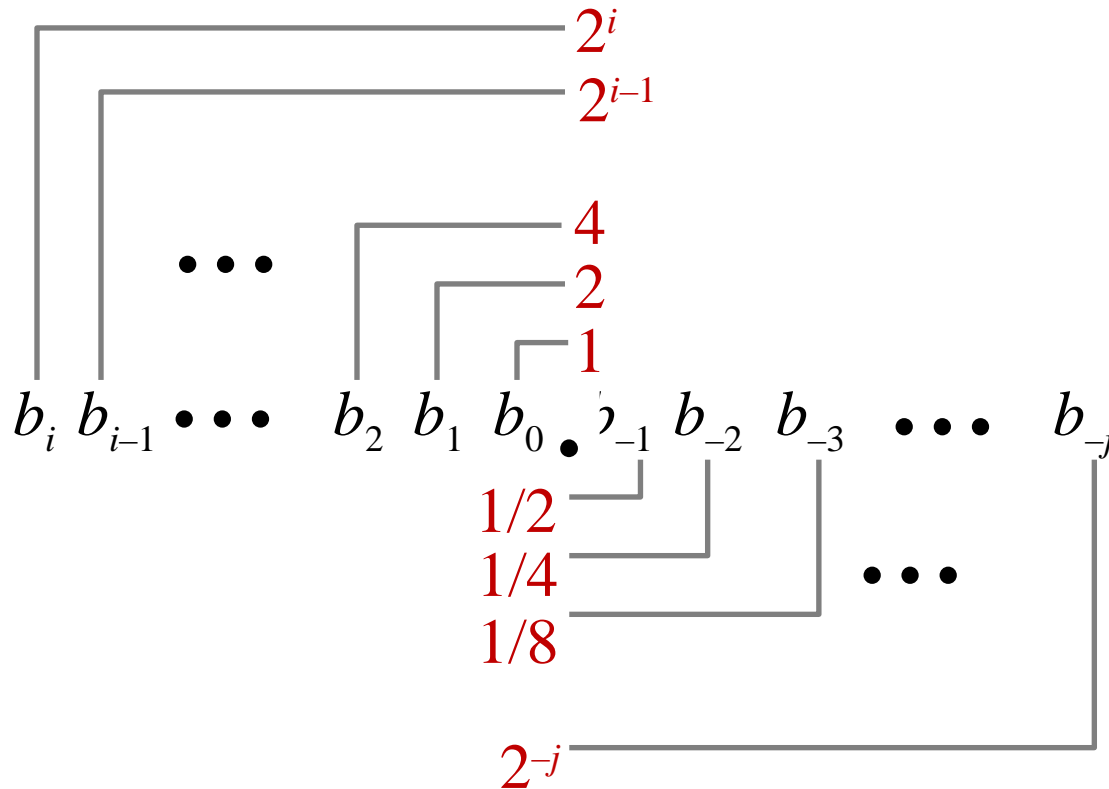 2^i
2^{i–1}
4
• • •
2
1
b_i b_{i–1} • • • b_2 b_1 b_0 . b_{–1} b_{–2} b_{–3} • • • b_{–j}
1/2
1/4
• • •
1/8
2^{–j}